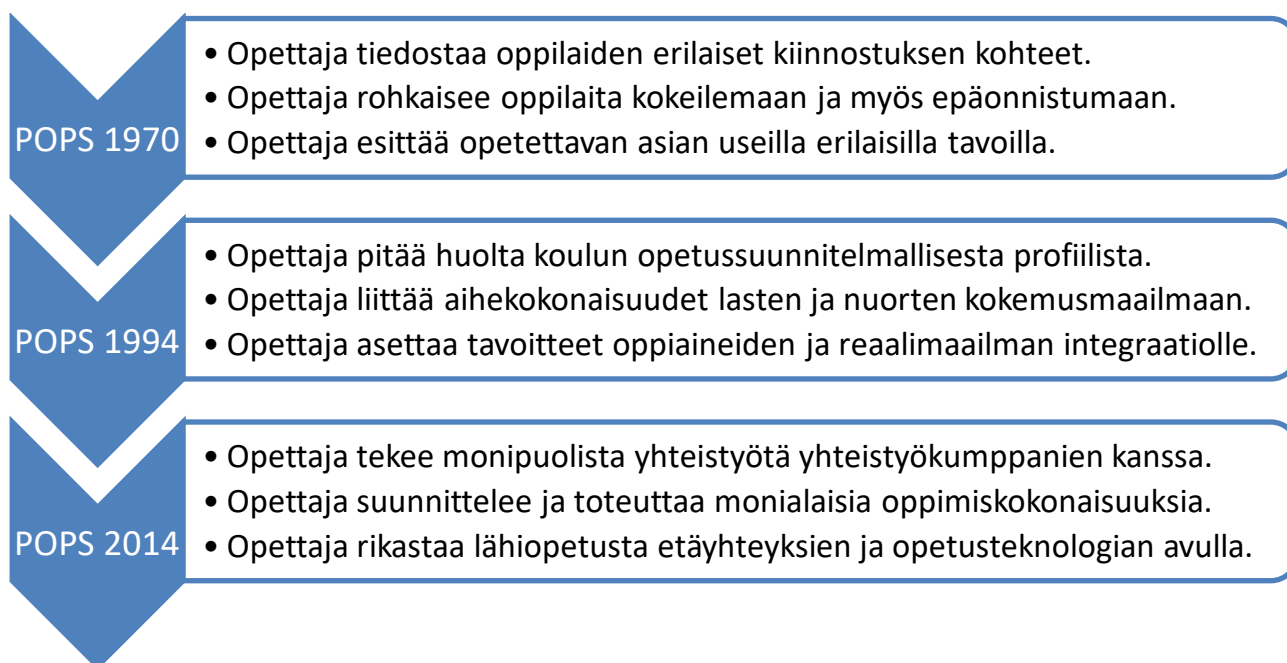 POPS 1970
• Opettaja tiedostaa oppilaiden erilaiset kiinnostuksen kohteet.
• Opettaja rohkaisee oppilaita kokeilemaan ja myös epäonnistumaan.
• Opettaja esittää opetettavan asian useilla erilaisilla tavoilla.
POPS 1994
• Opettaja pitää huolta koulun opetussuunnitelmallisesta profiilista.
• Opettaja liittää aihekokonaisuudet lasten ja nuorten kokemusmaailmaan.
• Opettaja asettaa tavoitteet oppiaineiden ja reaalimaailman integraatiolle.
POPS 2014
• Opettaja tekee monipuolista yhteistyötä yhteistyökumppanien kanssa.
• Opettaja suunnittelee ja toteuttaa monialaisia oppimiskokonaisuuksia.
• Opettaja rikastaa lähiopetusta etäyhteyksien ja opetusteknologian avulla.